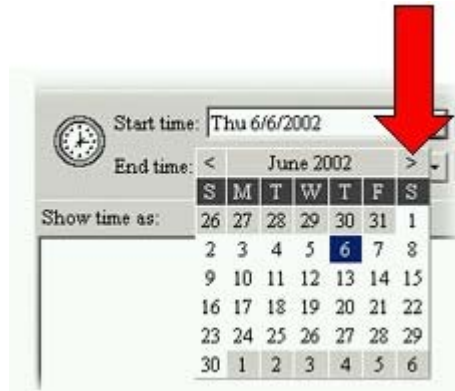 Start time: Thu 6/6/2002
End time:
< June 2002 >
S M T W T F S
Show time as:
26 27 28 29 30 31 1
2 3 4 5 6 7 8
9 10 11 12 13 14 15
16 17 18 19 20 21 22
23 24 25 26 27 28 29
30 1 2 3 4 5 6